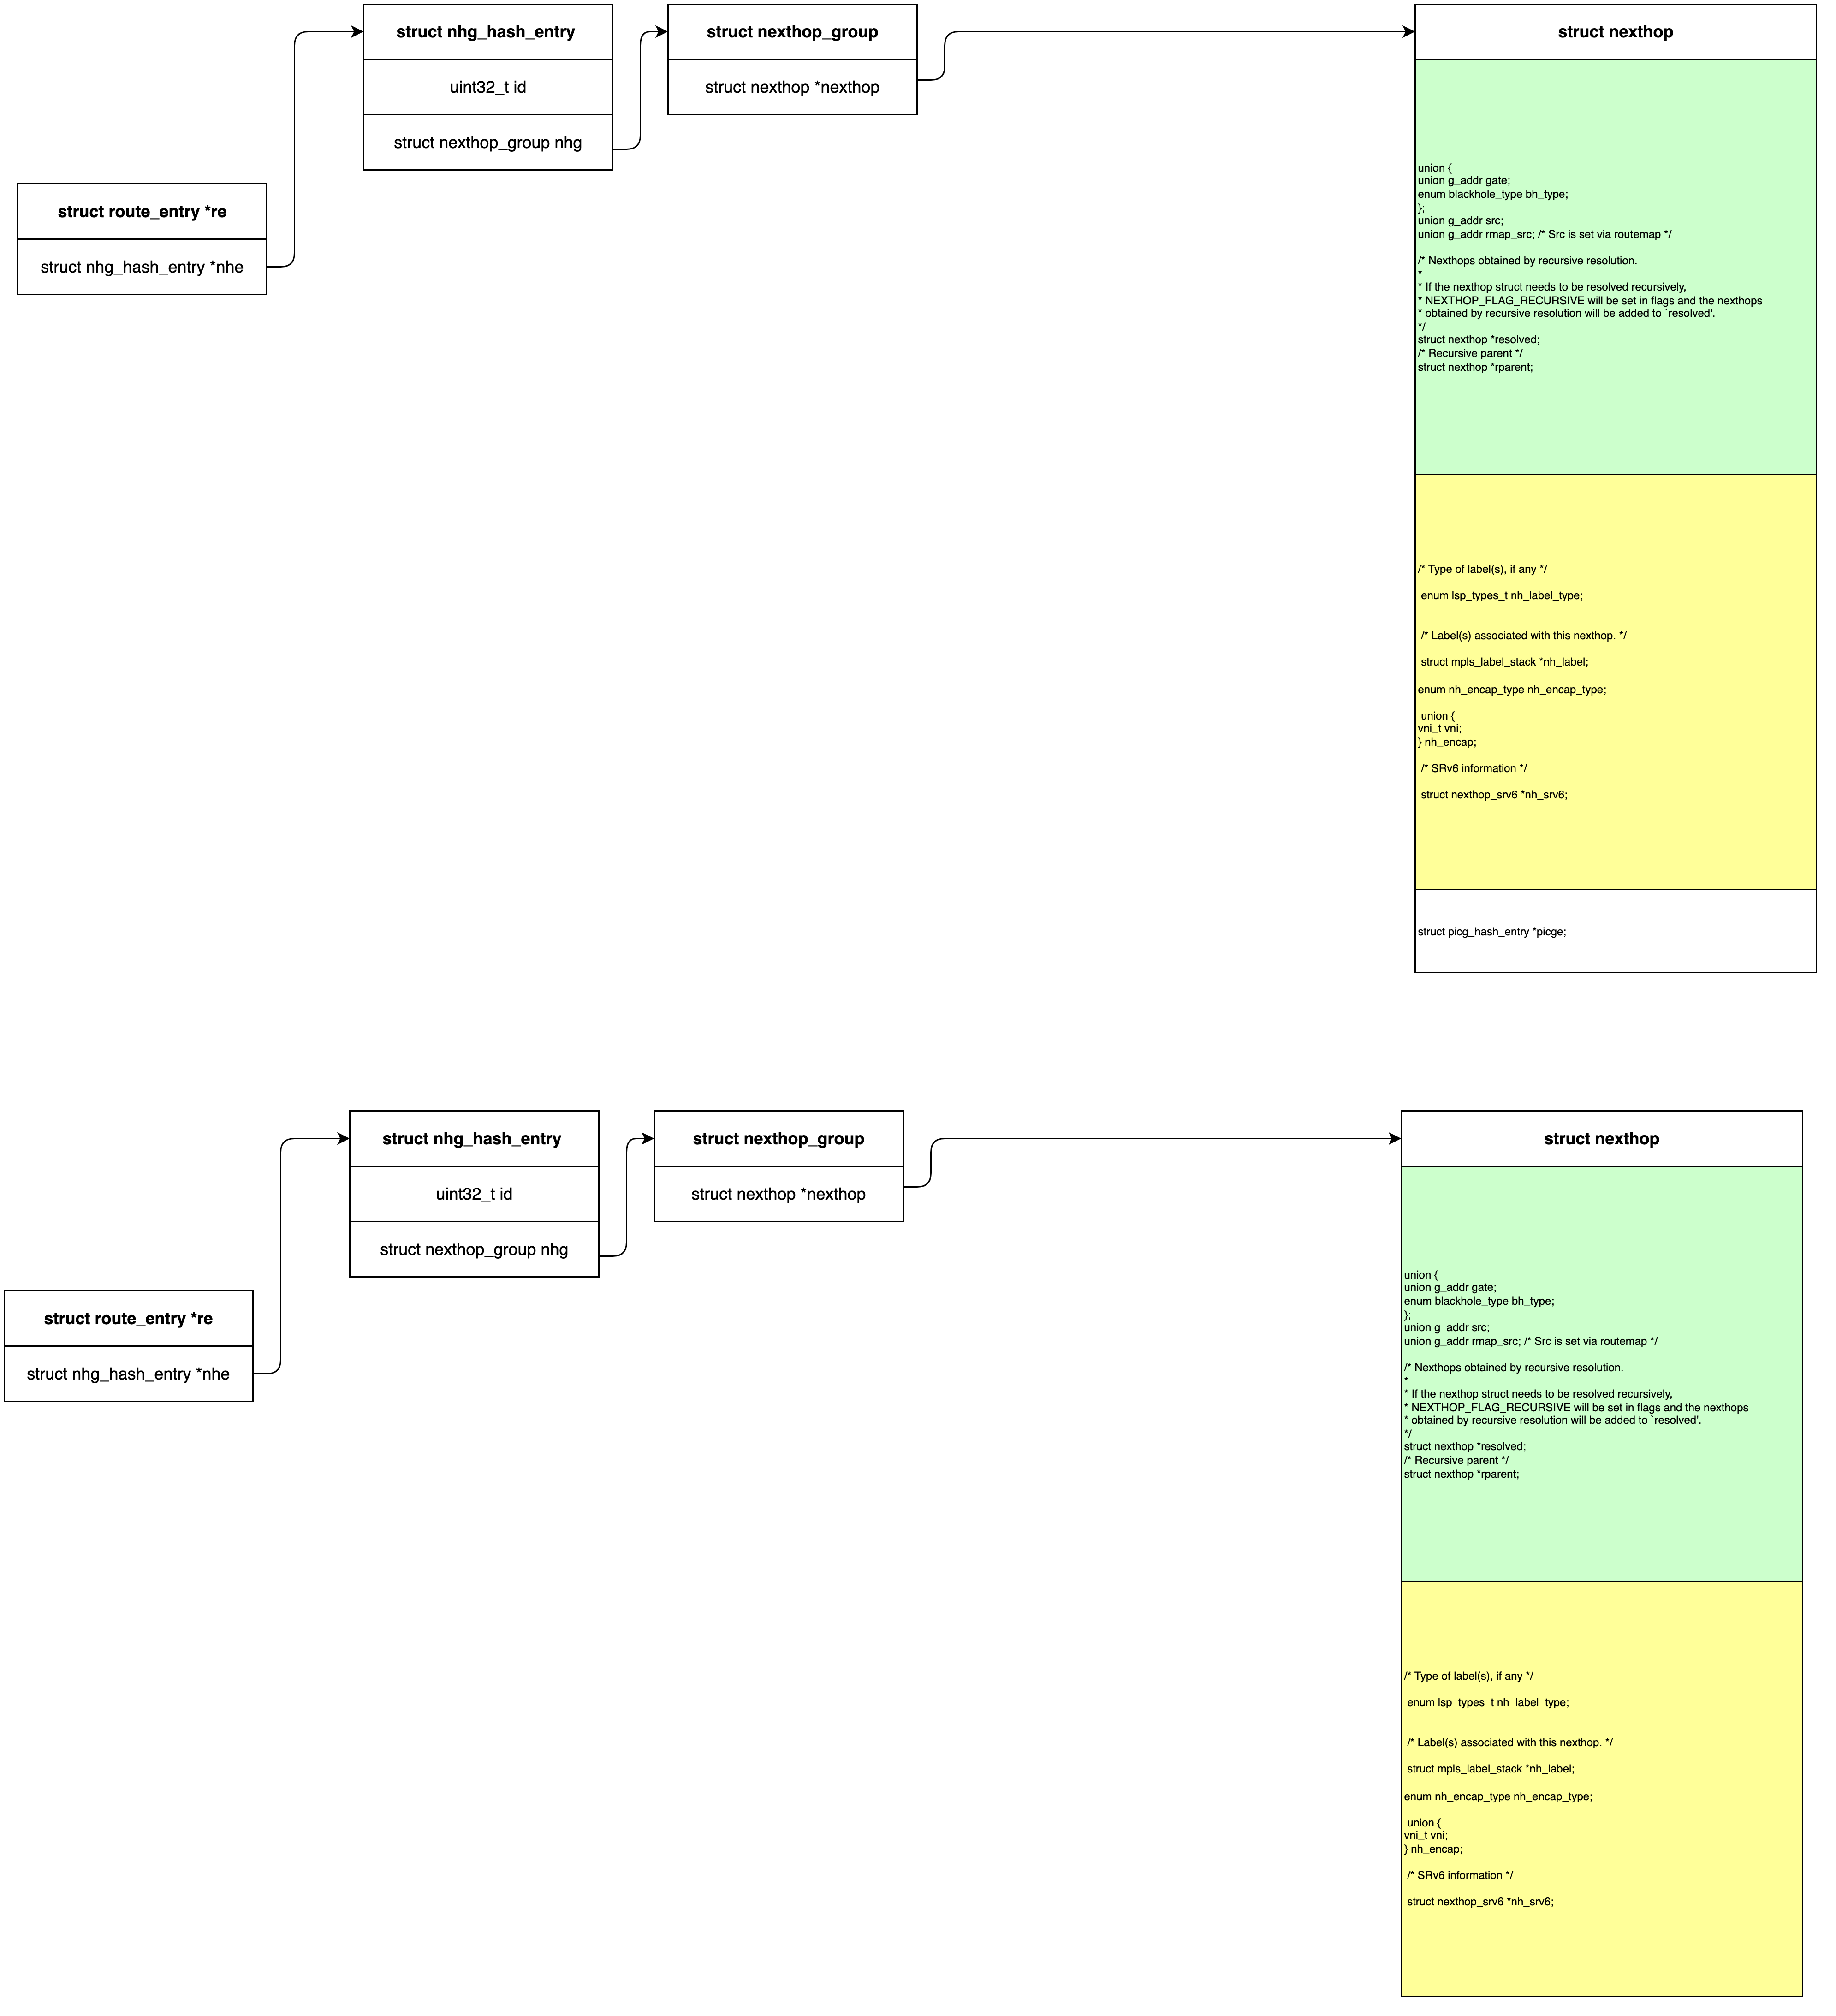 struct nhg_hash_entry
uint32_t id
struct nexthop_group nhg
struct nexthop_group
struct nexthop *nexthop
struct route_entry *re
struct nhg_hash_entry *nhe
struct nexthop
union {
union g_addr gate;
enum blackhole_type bh_type;
};
union g_addr src;
union g_addr rmap_src; /* Src is set via routemap */
/* Nexthops obtained by recursive resolution.
*
* If the nexthop struct needs to be resolved recursively,
* NEXTHOP_FLAG_RECURSIVE will be set in flags and the nexthops
* obtained by recursive resolution will be added to `resolved'.
*/
struct nexthop *resolved;
/* Recursive parent */
struct nexthop *rparent;
/* Type of label(s), if any */
enum lsp_types_t nh_label_type;
/* Label(s) associated with this nexthop. */
struct mpls_label_stack *nh_label;
enum nh_encap_type nh_encap_type;
union {
vni_t vni;
} nh_encap;
/* SRv6 information */
struct nexthop_srv6 *nh_srv6;
struct picg_hash_entry *picge;
struct nhg_hash_entry
uint32_t id
struct nexthop_group nhg
struct nexthop_group
struct nexthop *nexthop
struct route_entry *re
struct nhg_hash_entry *nhe
struct nexthop
union {
union g_addr gate;
enum blackhole_type bh_type;
};
union g_addr src;
union g_addr rmap_src; /* Src is set via routemap */
/* Nexthops obtained by recursive resolution.
*
* If the nexthop struct needs to be resolved recursively,
* NEXTHOP_FLAG_RECURSIVE will be set in flags and the nexthops
* obtained by recursive resolution will be added to `resolved'.
*/
struct nexthop *resolved;
/* Recursive parent */
struct nexthop *rparent;
/* Type of label(s), if any */
enum lsp_types_t nh_label_type;
/* Label(s) associated with this nexthop. */
struct mpls_label_stack *nh_label;
enum nh_encap_type nh_encap_type;
union {
vni_t vni;
} nh_encap;
/* SRv6 information */
struct nexthop_srv6 *nh_srv6;